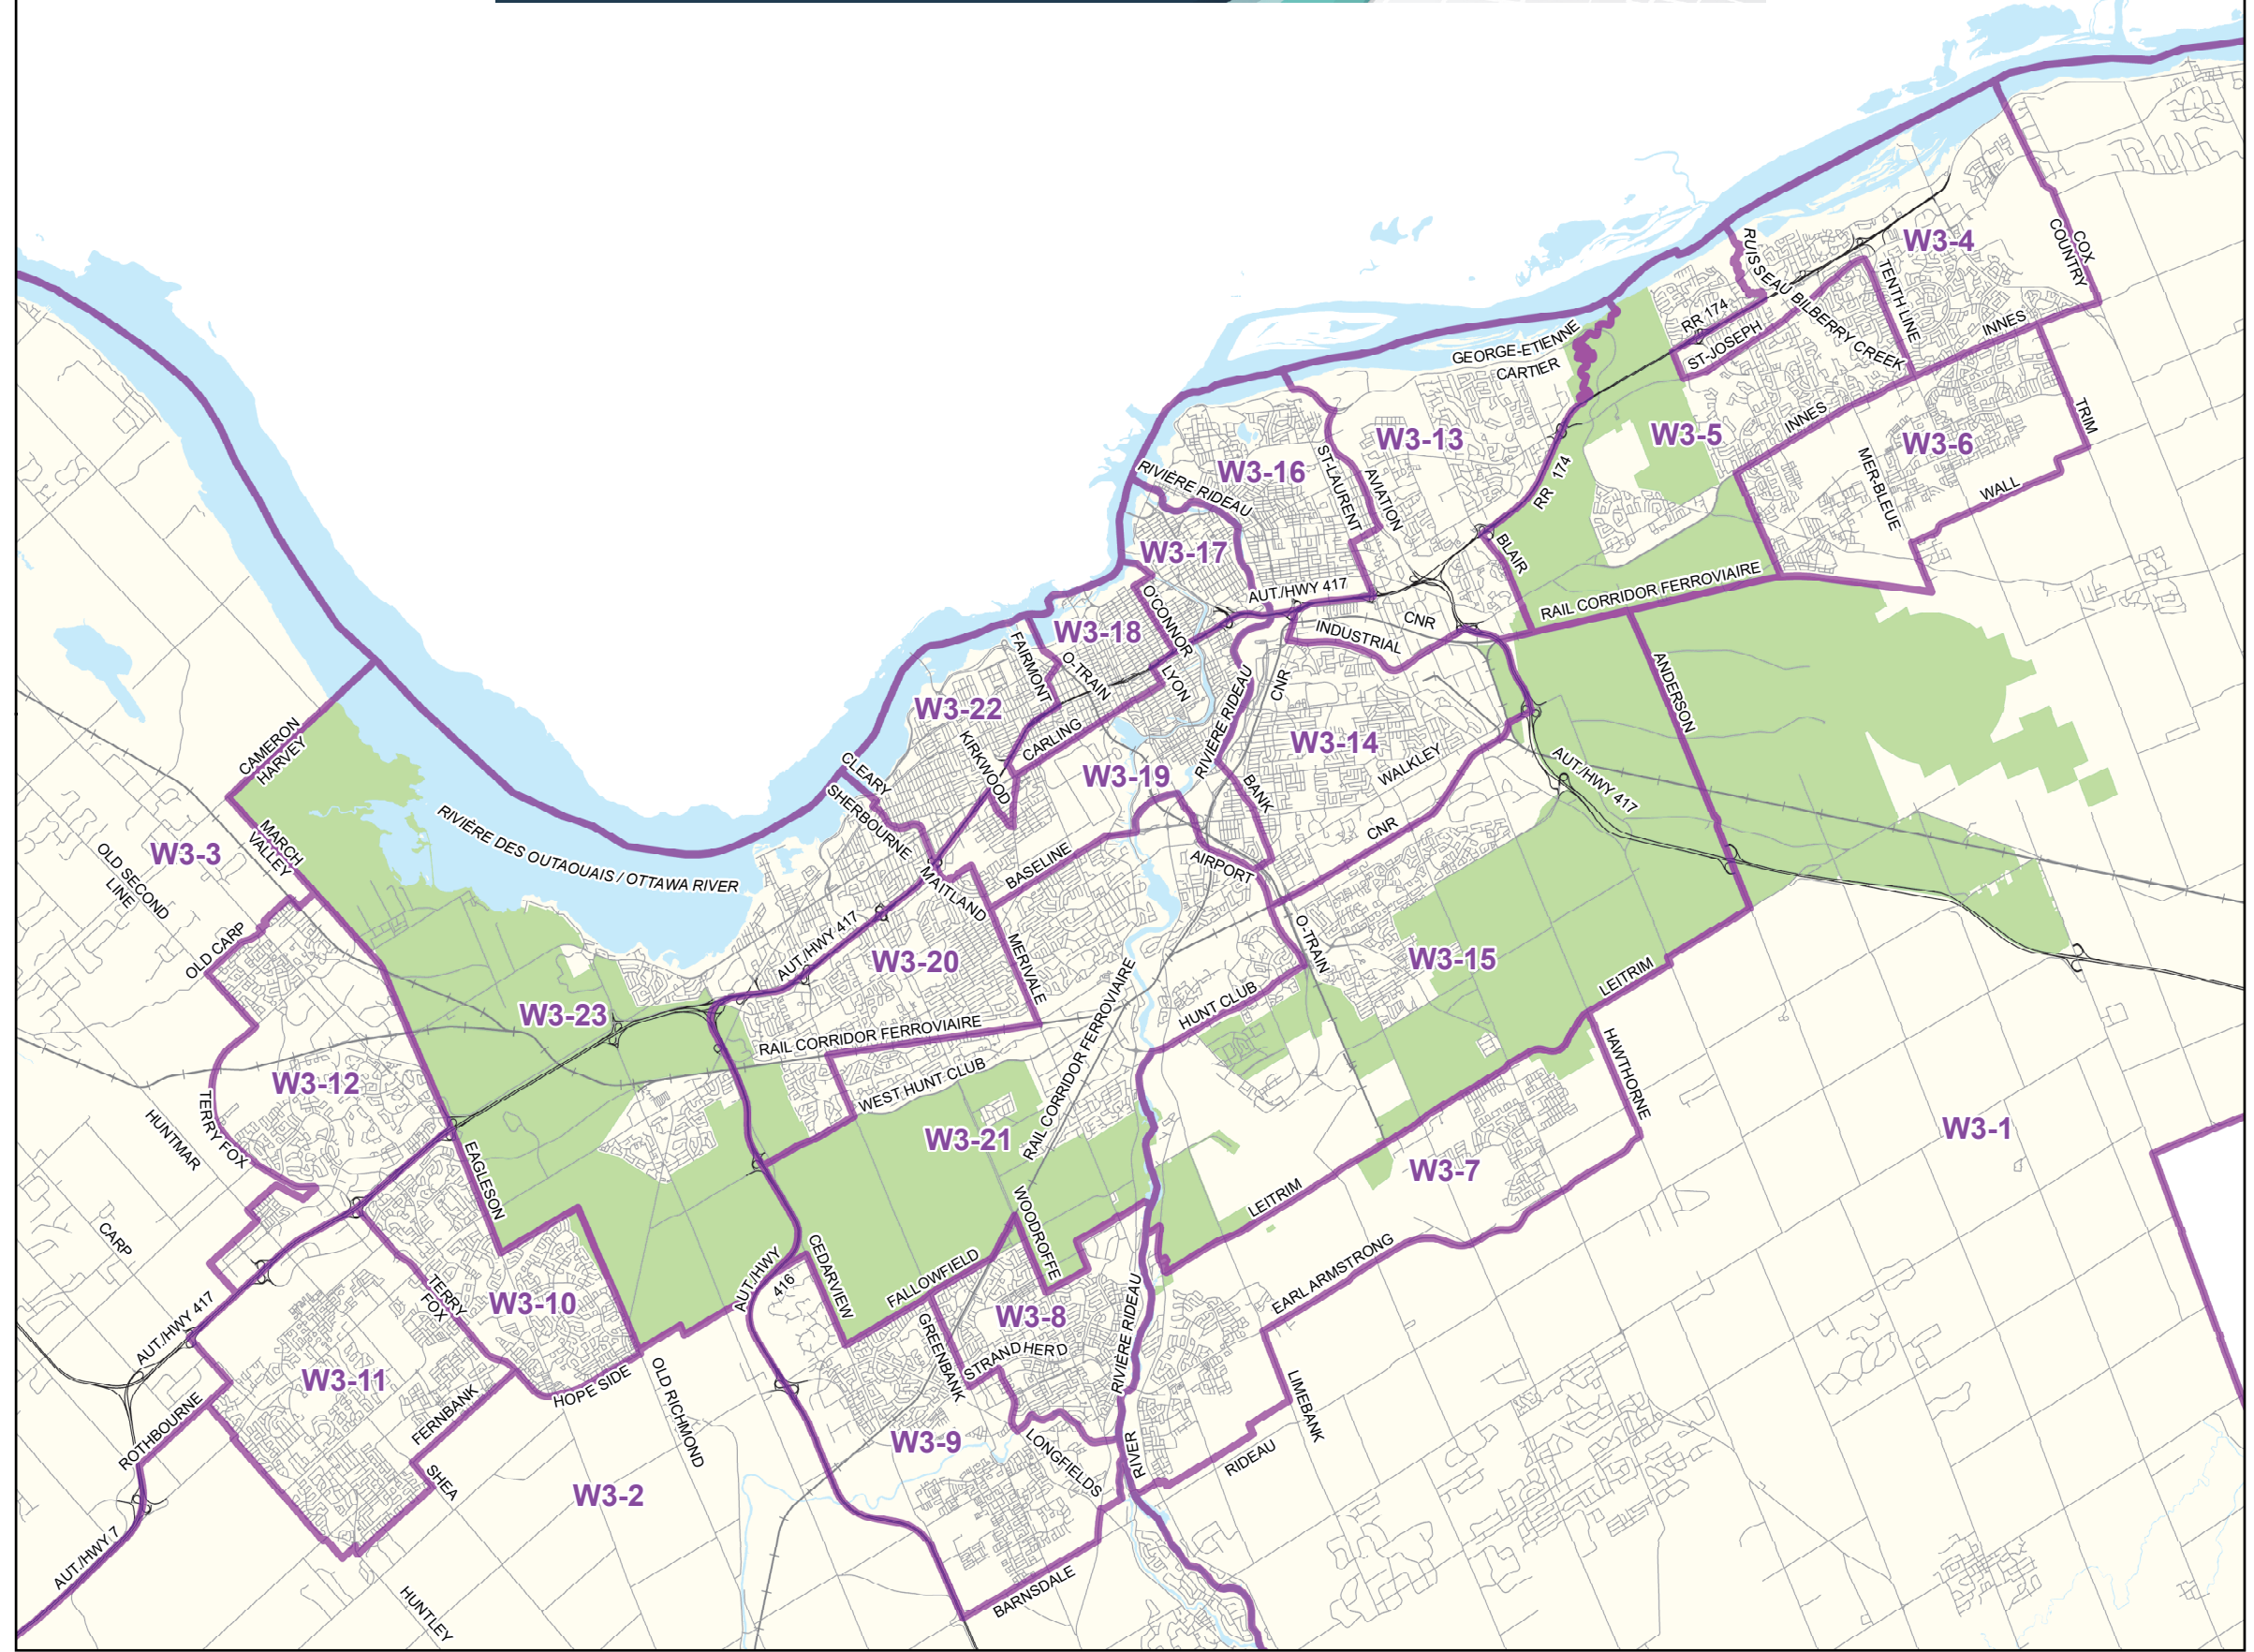 W3-4
COX
COUNTRY
RUISSEAU BILBERRY CREEK
TENTH LINE
INNES
RR 174
ST-JOSEPH
GEORGE-ETIENNE
CARTIER
W3-13
W3-5
INNES
W3-6
TRIM
MER-BLEUE
WALL
W3-16
RIVIÈRE RIDEAU
ST-LAURENT
AVIATION
RR 174
BLAIR
W3-17
AUT./HWY 417
RAIL CORRIDOR FERROVIAIRE
O'CONNOR
W3-18
CNR
INDUSTRIAL
FAIRMONT
O-TRAIN
LYON
CNR
ANDERSON
RIVIÈRE RIDEAU
W3-22
KIRKWOOD
CARLING
W3-14
WALKLEY
CAMERON
HARVEY
CLEARY
SHERBOURNE
W3-19
BANK
AUT./HWY 417
CNR
RIVIÈRE DES OUTAOUAIS / OTTAWA RIVER
MARCH
VALLEY
W3-3
OLD SECOND
LINE
MAITLAND
BASELINE
AIRPORT
OLD CARP
AUT./HWY 417
W3-20
MERIVALE
O-TRAIN
W3-15
LEITRIM
W3-23
RAIL CORRIDOR FERROVIAIRE
RAIL CORRIDOR FERROVIAIRE
HUNT CLUB
HAWTHORNE
W3-12
WEST HUNT CLUB
TERRY FOX
HUNTMAR
EAGLESON
W3-21
W3-1
W3-7
WOODROFFE
LEITRIM
CARP
CEDARVIEW
FALLOWFIELD
AUT./HWY
416
EARL ARMSTRONG
TERRY
FOX
W3-10
W3-8
GREENBANK
STRANDHERD
RIVIÈRE RIDEAU
AUT./HWY 417
W3-11
HOPE SIDE
OLD RICHMOND
LIMEBANK
ROTHBOURNE
FERNBANK
W3-9
LONGFIELDS
RIVER
RIDEAU
SHEA
W3-2
AUT./HWY 7
HUNTLEY
BARNSDALE